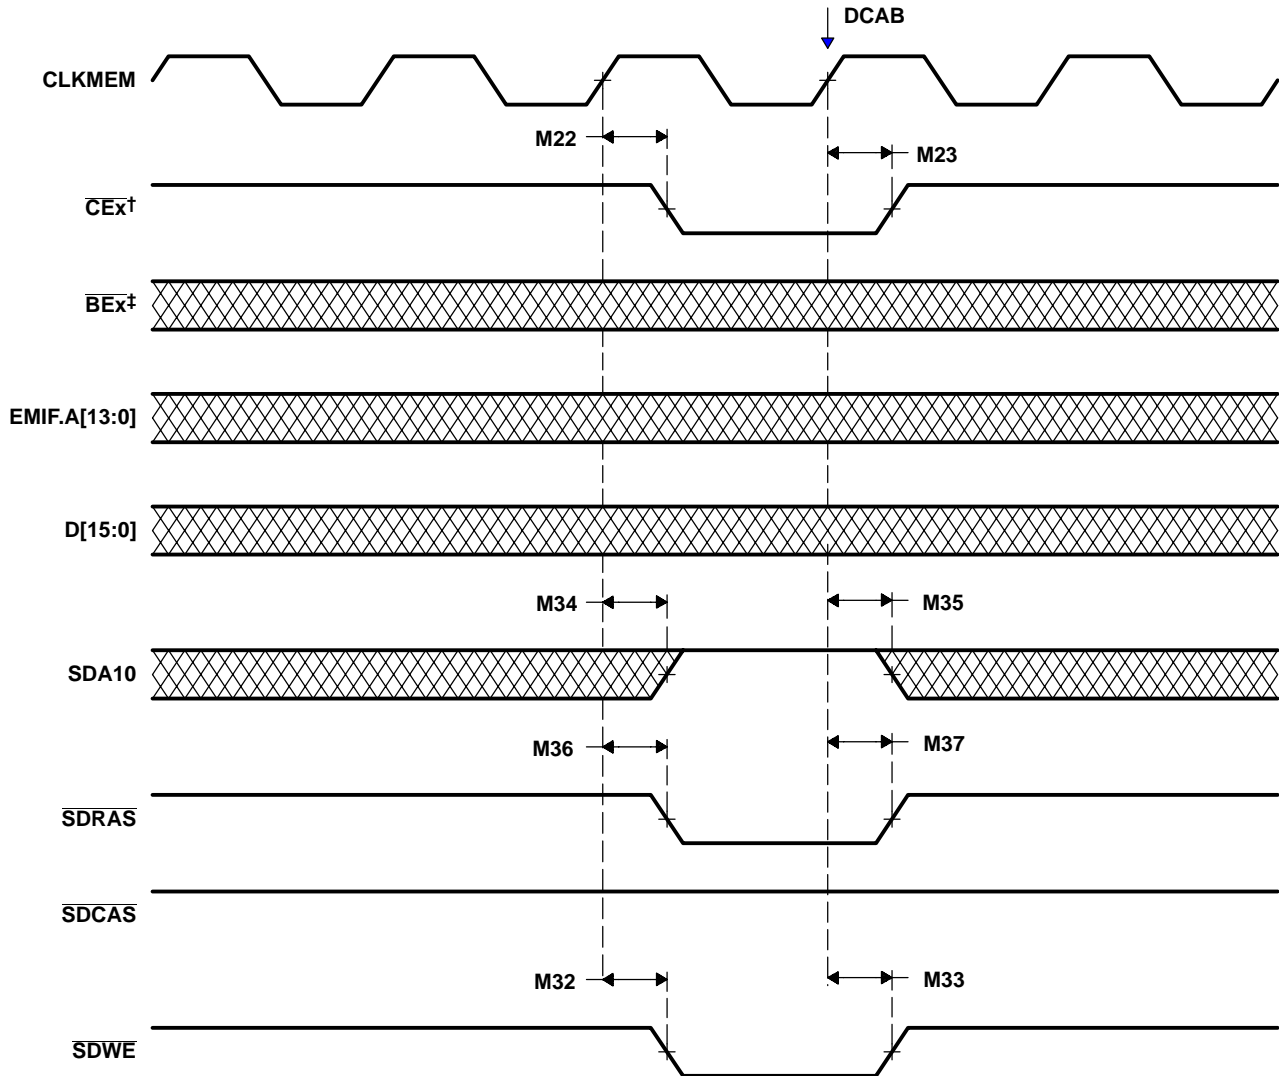 DCAB
CLKMEM
M22
M23
CEx†
BEx‡
EMIF.A[13:0]
D[15:0]
M34
M35
SDA10
M36
M37
SDRAS
SDCAS
M32
M33
SDWE